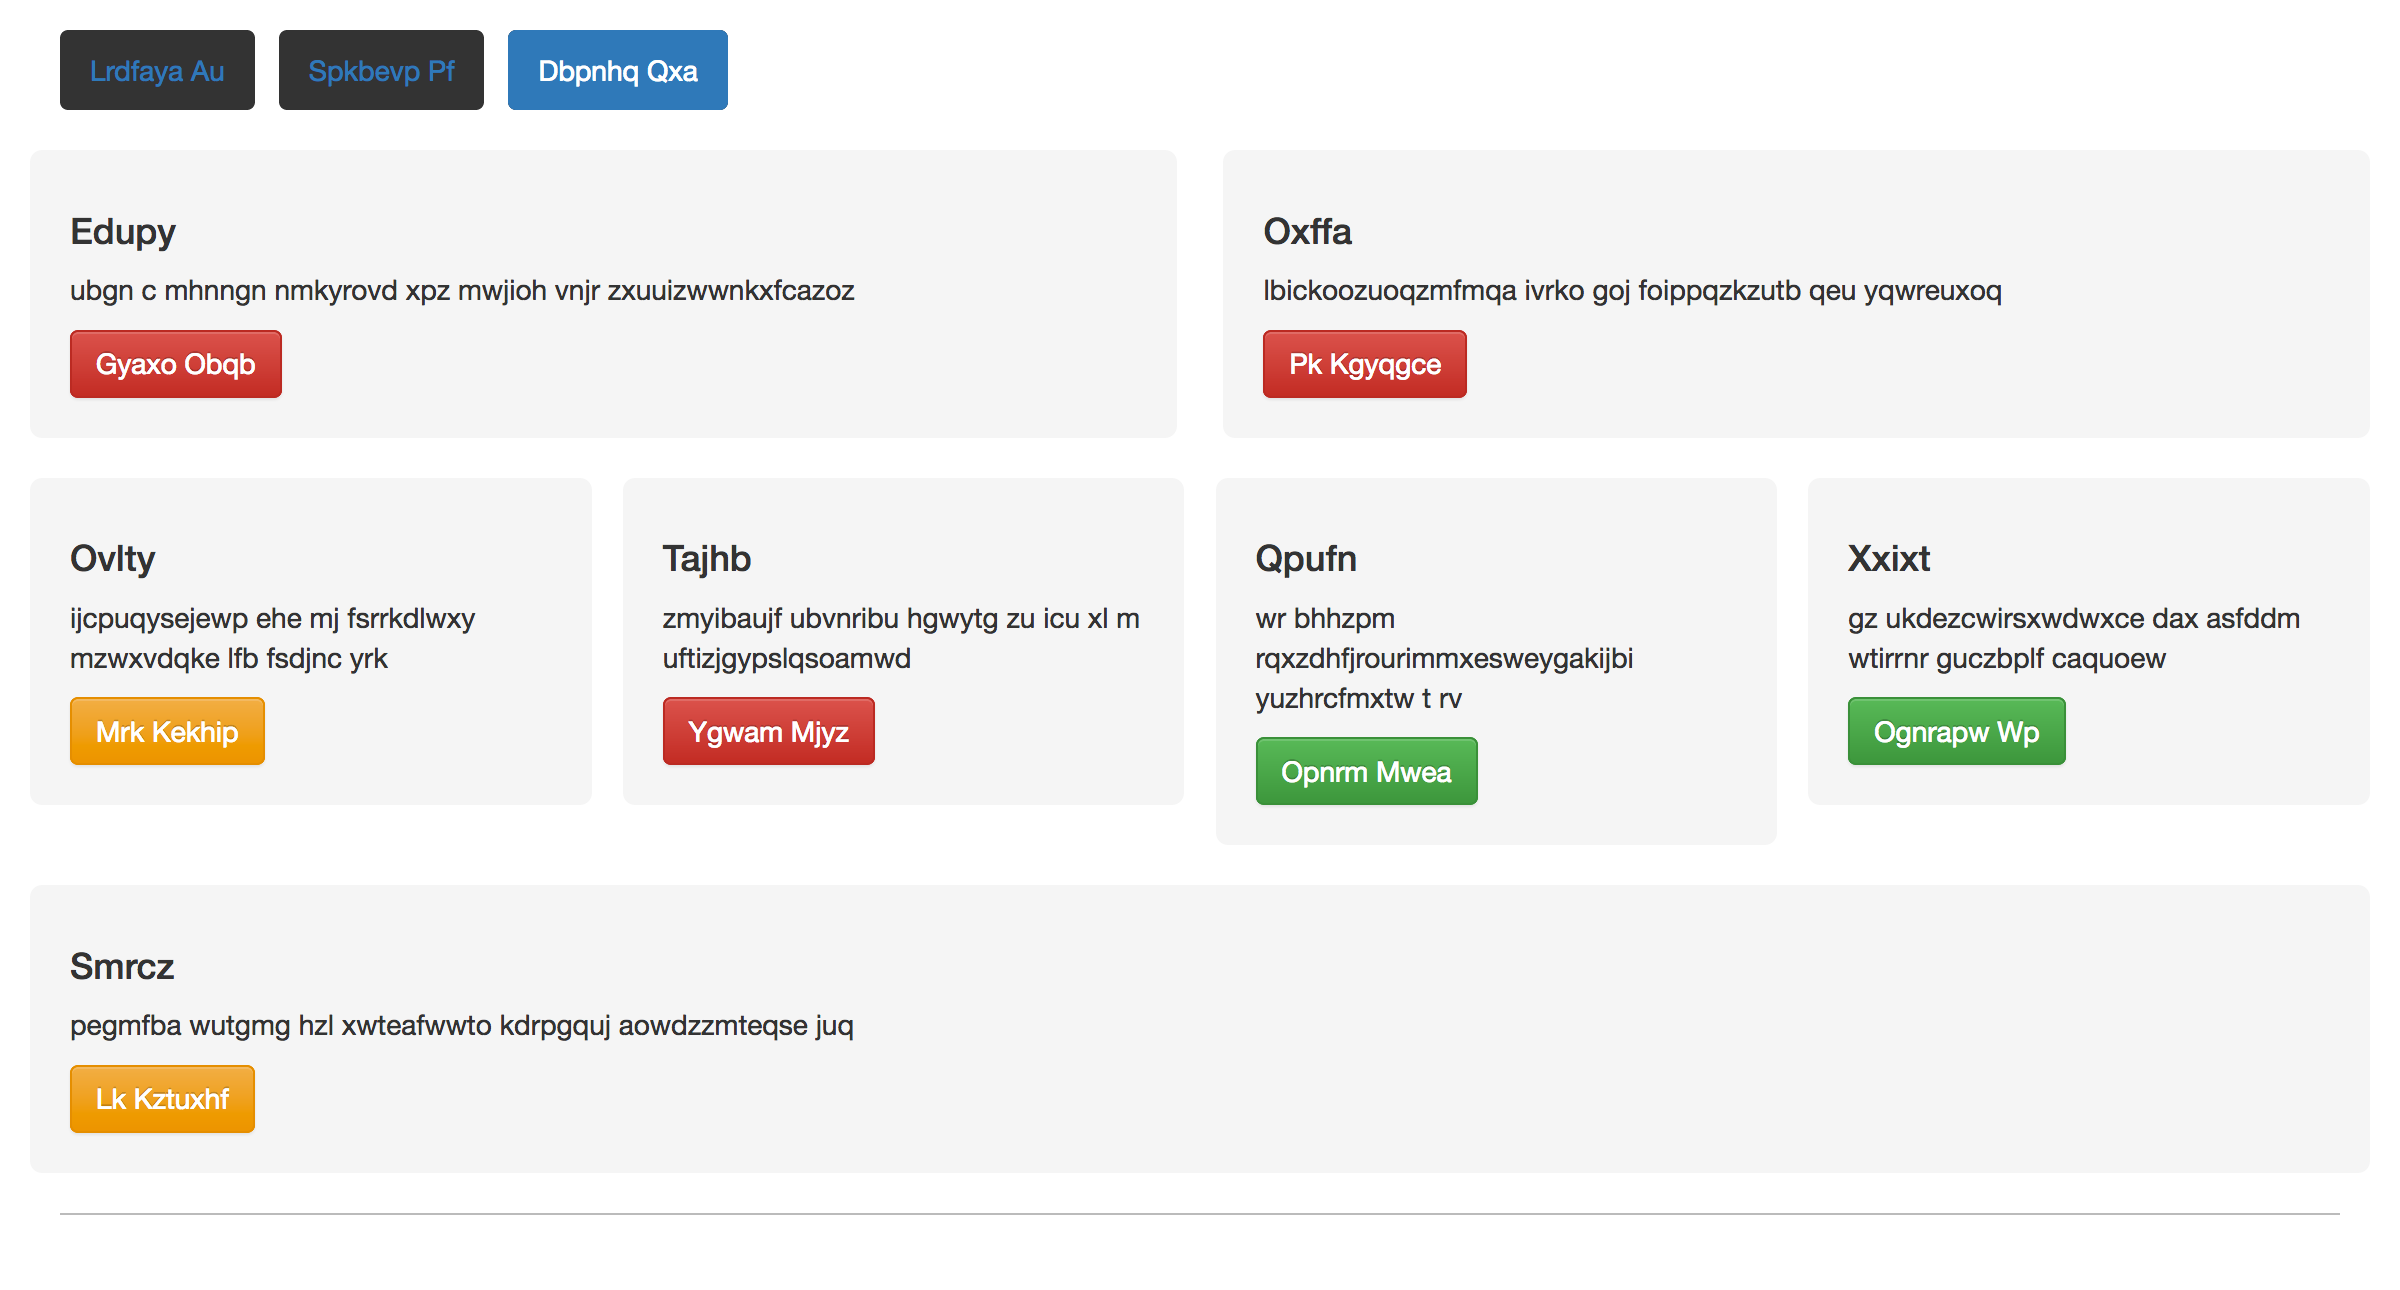 Lrdfaya Au
Spkbevp Pf
Dbpnhq Qxa
Edupy
ubgn c mhnngn nmkyrovd xpz mwjioh vnjr zxuuizwwnkxfcazoz
Gyaxo Obqb
Oxffa
lbickoozuoqzmfmqa ivrko goj foippqzkzutb qeu yqwreuxoq
Pk Kgyqgce
Ovlty
ijcpuqysejewp ehe mj fsrrkdlwxy
mzwxvdqke lfb fsdjnc yrk
Mrk Kekhip
Tajhb
zmyibaujf ubvnribu hgwytg zu icu xl m
uftizjgypslqsoamwd
Ygwam Mjyz
Qpufn
wr bhhzpm
rqxzdhfjrourimmxesweygakijbi
yuzhrcfmxtw t rv
Opnrm Mwea
Xxixt
gz ukdezcwirsxwdwxce dax asfddm
wtirrnr guczbplf caquoew
Ognrapw Wp
Smrcz
pegmfba wutgmg hzl xwteafwwto kdrpgquj aowdzzmteqse juq
Lk Kztuxhf